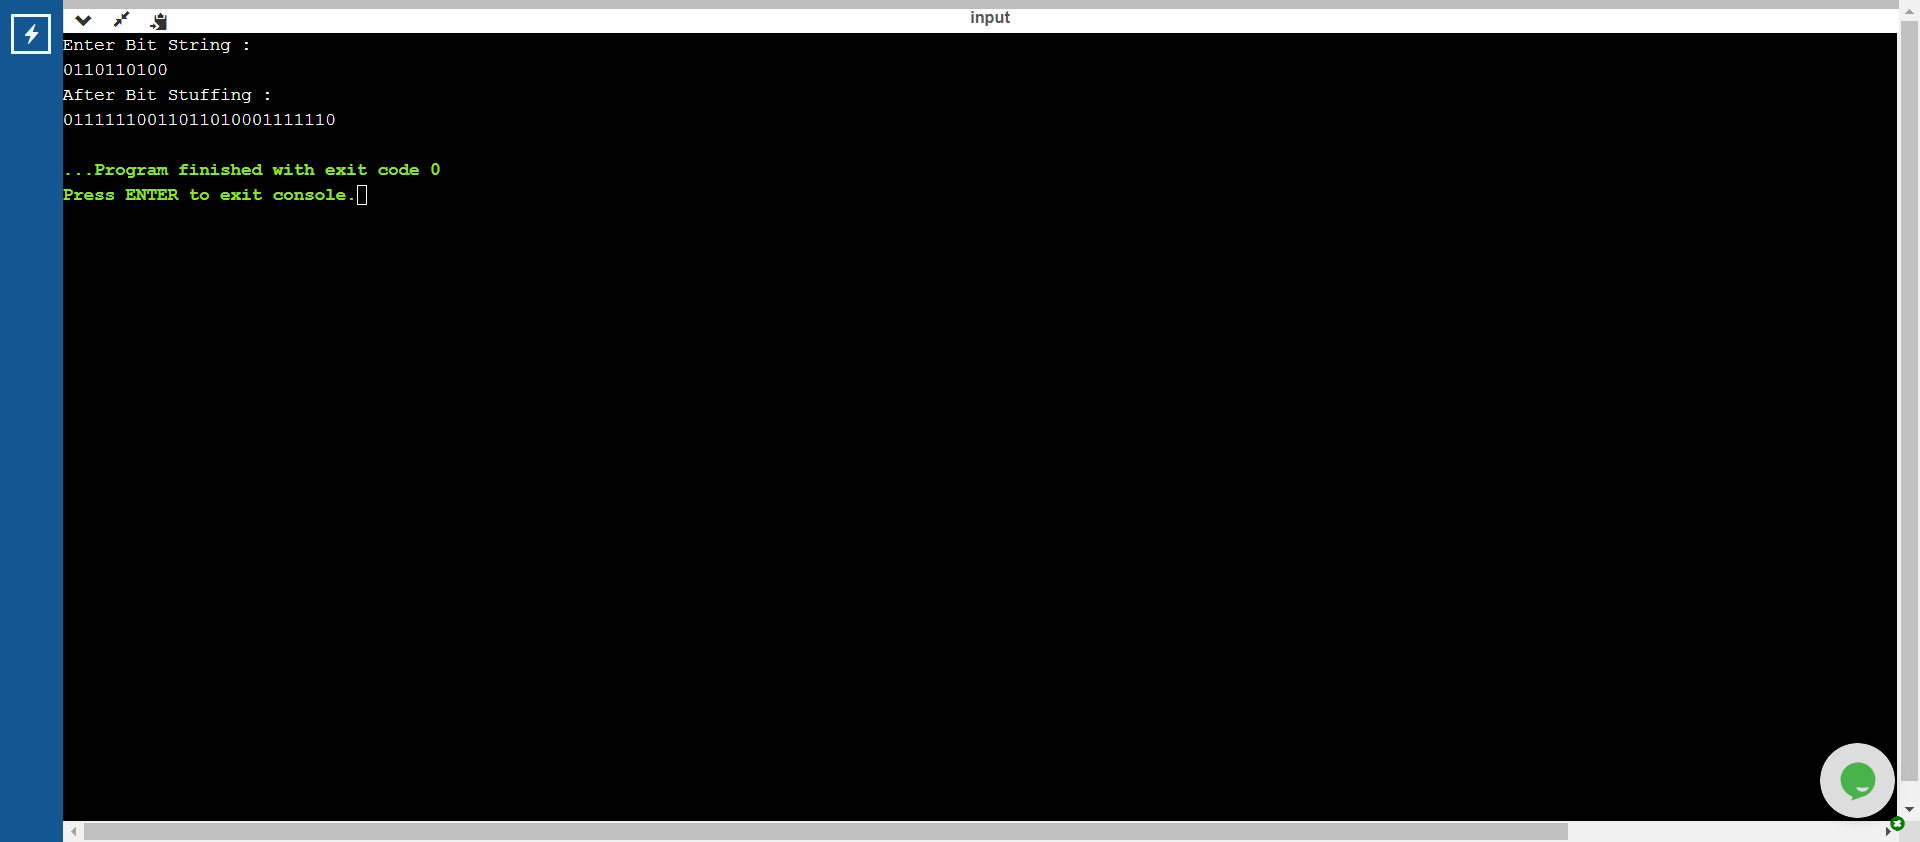 input
Enter Bit String :
0110110100
After Bit Stuffing :
01111110011011010001111110
...Program finished with exit code 0
Press ENTER to exit console.